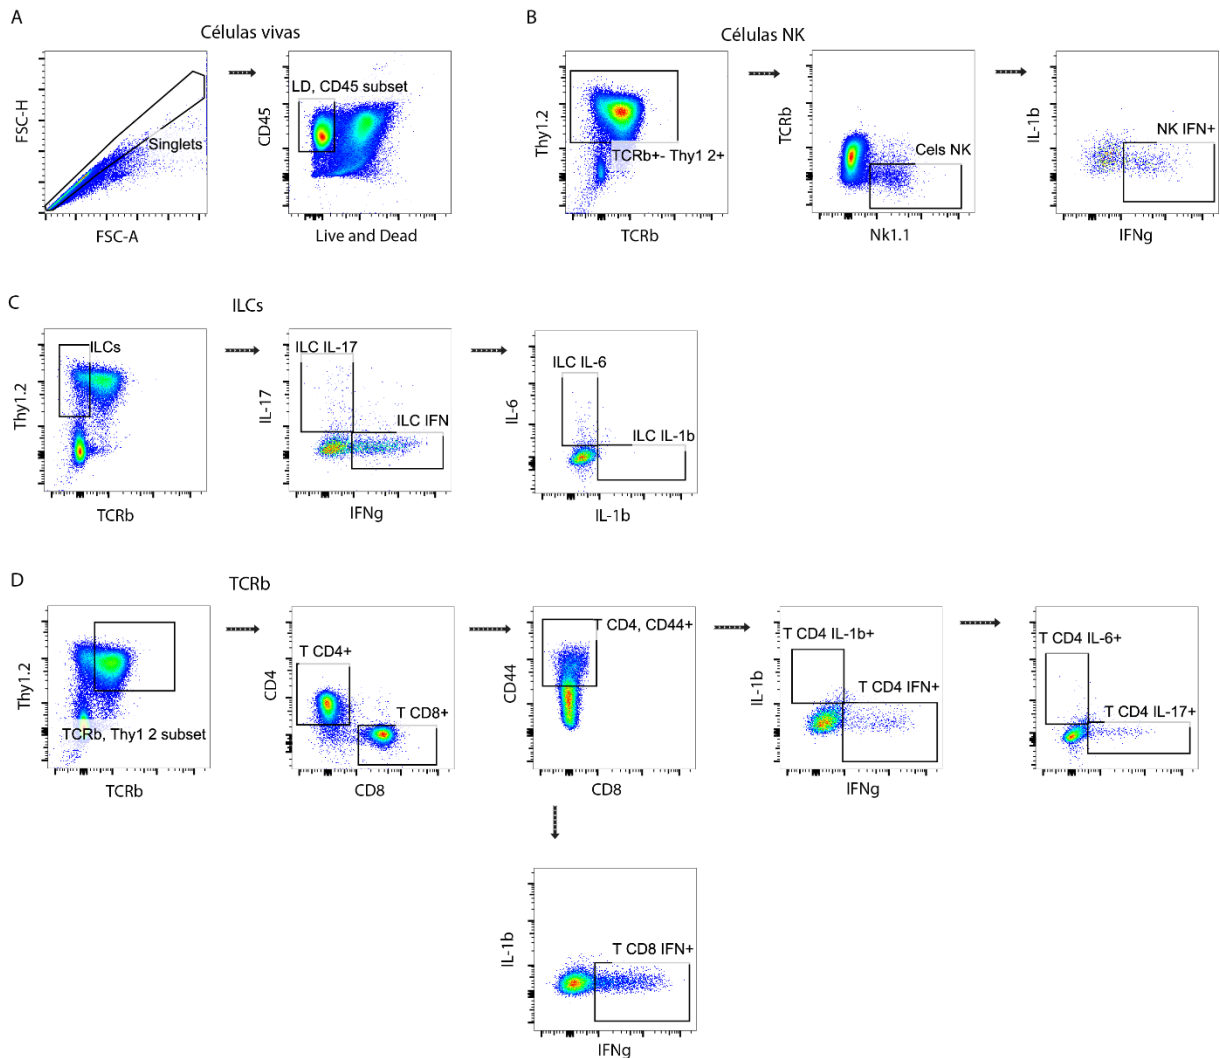 A
Células vivas
FSC-H
Singlets
FSC-A
LD, CD45 subset
CD45
Live and Dead
B
Células NK
Thy1.2
TCRb+- Thy1 2+
TCRb
TCRb
Cels NK
Nk1.1
IL-1b
NK IFN+
IFNg
C
ILCs
Thy1.2
ILCs
TCRb
IL-17
ILC IL-17
ILC IFN
IFNg
IL-6
ILC IL-6
ILC IL-1b
IL-1b
D
TCRb
Thy1.2
TCRb, Thy1 2 subset
TCRb
CD4
T CD4+
T CD8+
CD8
CD44
T CD4, CD44+
CD8
IL-1b
T CD4 IL-1b+
T CD4 IFN+
IFNg
T CD4 IL-6+
T CD4 IL-17+
IL-1b
T CD8 IFN+
IFNg